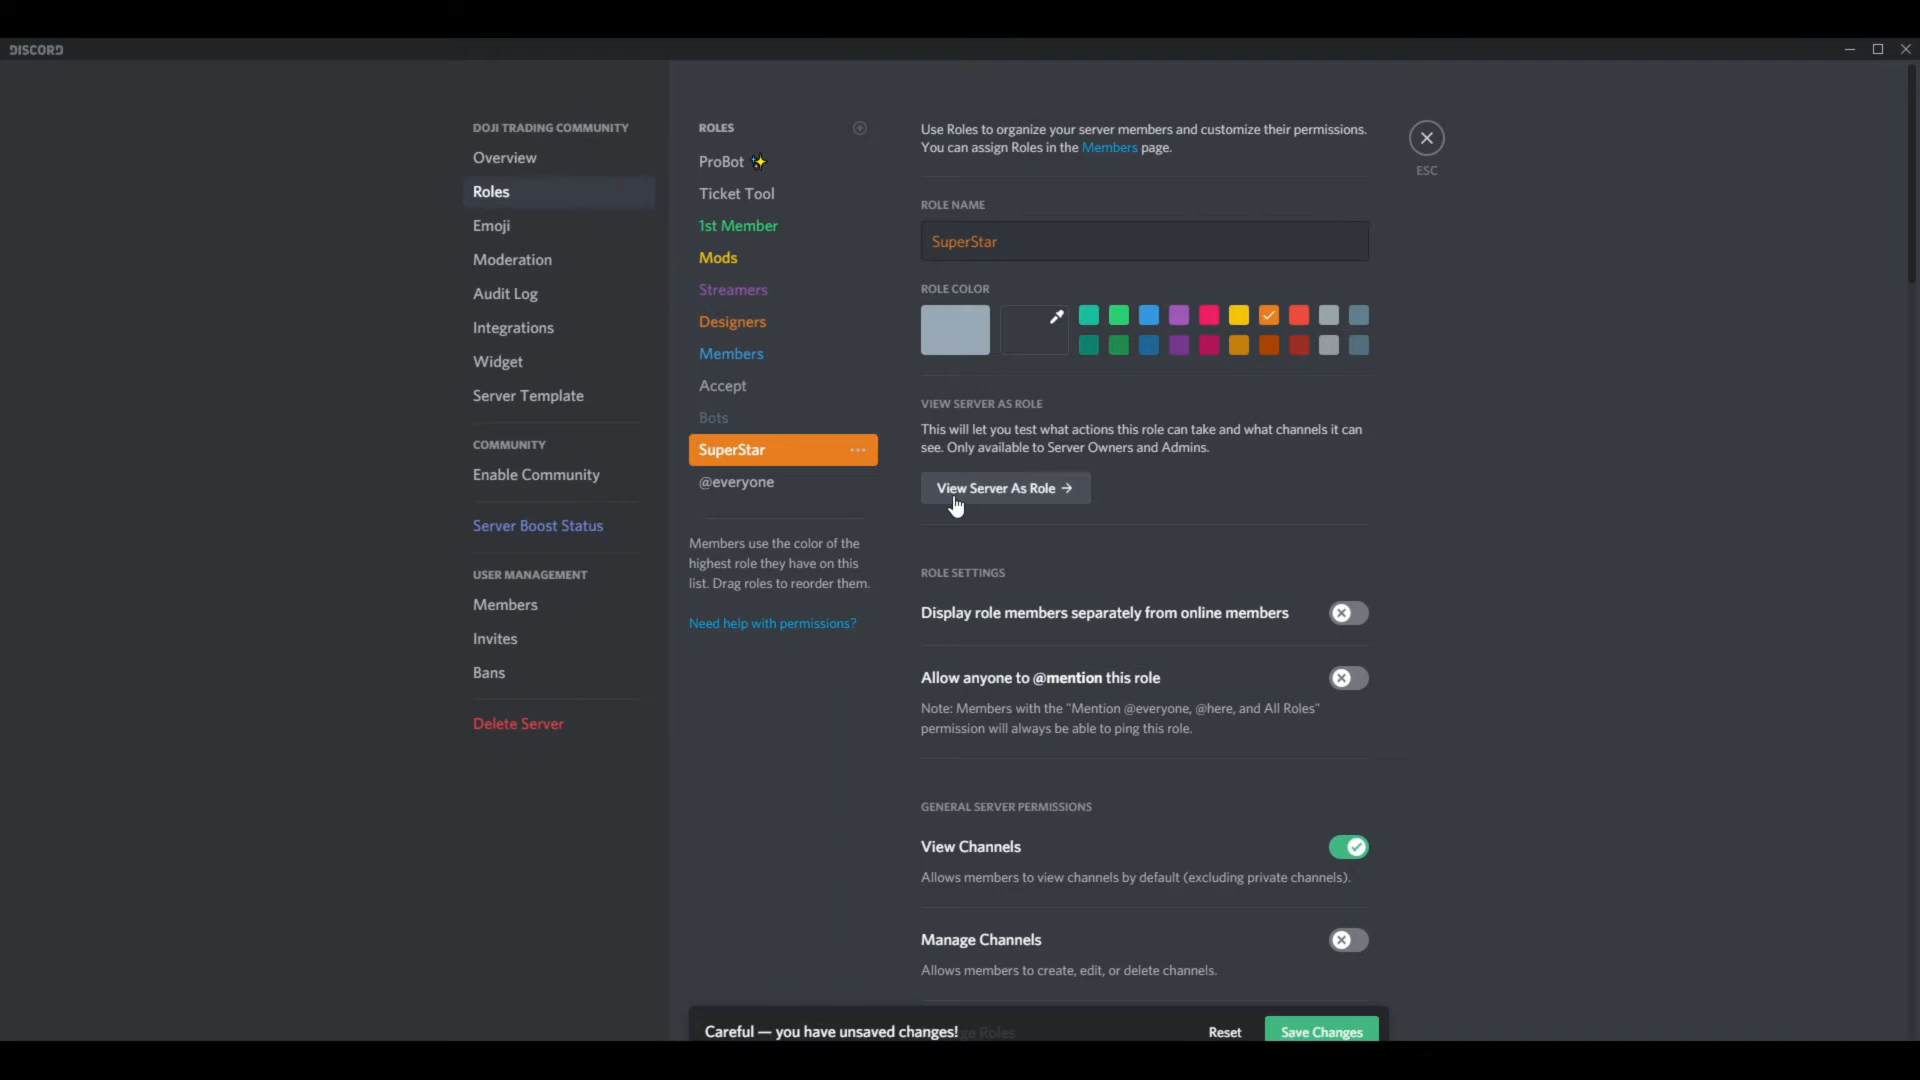 DISCORD
DOJI TRADING COMMUNITY
Overview
Roles
Emoji
Moderation
Audit Log
Integrations
Widget
Server Template
COMMUNITY
Enable Community
Server Boost Status
USER MANAGEMENT
Members
Invites
Bans
Delete Server
ROLES
ProBot ✨
Ticket Tool
1st Member
Mods
Streamers
Designers
Members
Accept
Bots
SuperStar
@everyone
Members use the color of the
highest role they have on this
list. Drag roles to reorder them.
Need help with permissions?
Use Roles to organize your server members and customize their permissions.
You can assign Roles in the Members page.
ESC
ROLE NAME
SuperStar
ROLE COLOR
VIEW SERVER AS ROLE
This will let you test what actions this role can take and what channels it can
see. Only available to Server Owners and Admins.
View Server As Role →
ROLE SETTINGS
Display role members separately from online members
Allow anyone to @mention this role
Note: Members with the "Mention @everyone, @here, and All Roles"
permission will always be able to ping this role.
GENERAL SERVER PERMISSIONS
View Channels
Allows members to view channels by default (excluding private channels).
Manage Channels
Allows members to create, edit, or delete channels.
Careful — you have unsaved changes!
Roles
Reset
Save Changes